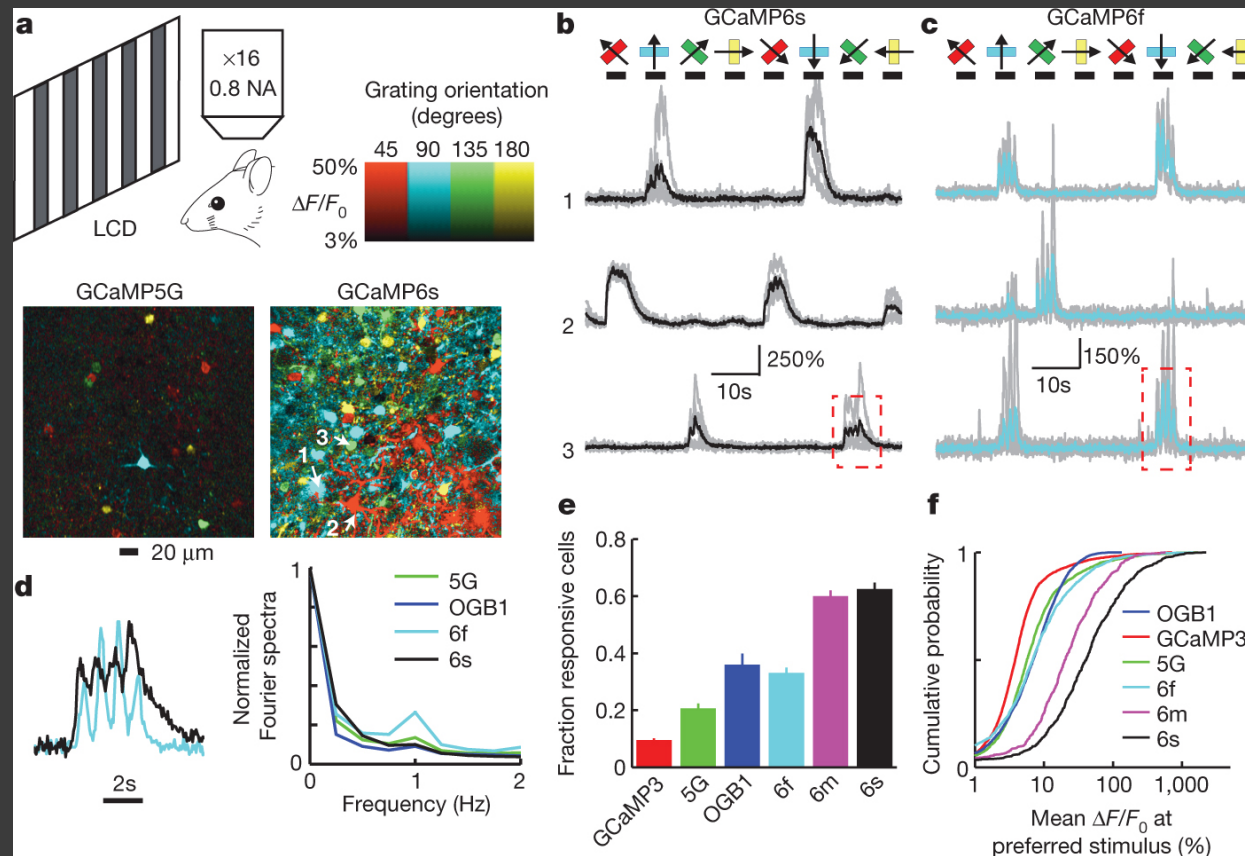 a
×16
0.8 NA
LCD
Grating orientation
(degrees)
45 90 135 180
50%
ΔF/F0
3%
GCaMP5G
GCaMP6s
3
1
2
20 μm
b
GCaMP6s
1
2
250%
10s
3
c
GCaMP6f
150%
10s
d
2s
Normalized
Fourier spectra
1
0
5G
OGB1
6f
6s
0 1 2
Frequency (Hz)
e
Fraction responsive cells
0.8
0.6
0.4
0.2
0
GCaMP3
5G
OGB1
6f
6m
6s
f
Cumulative probability
1
0
OGB1
GCaMP3
5G
6f
6m
6s
1 10 100 1,000
Mean ΔF/F0 at
preferred stimulus (%)